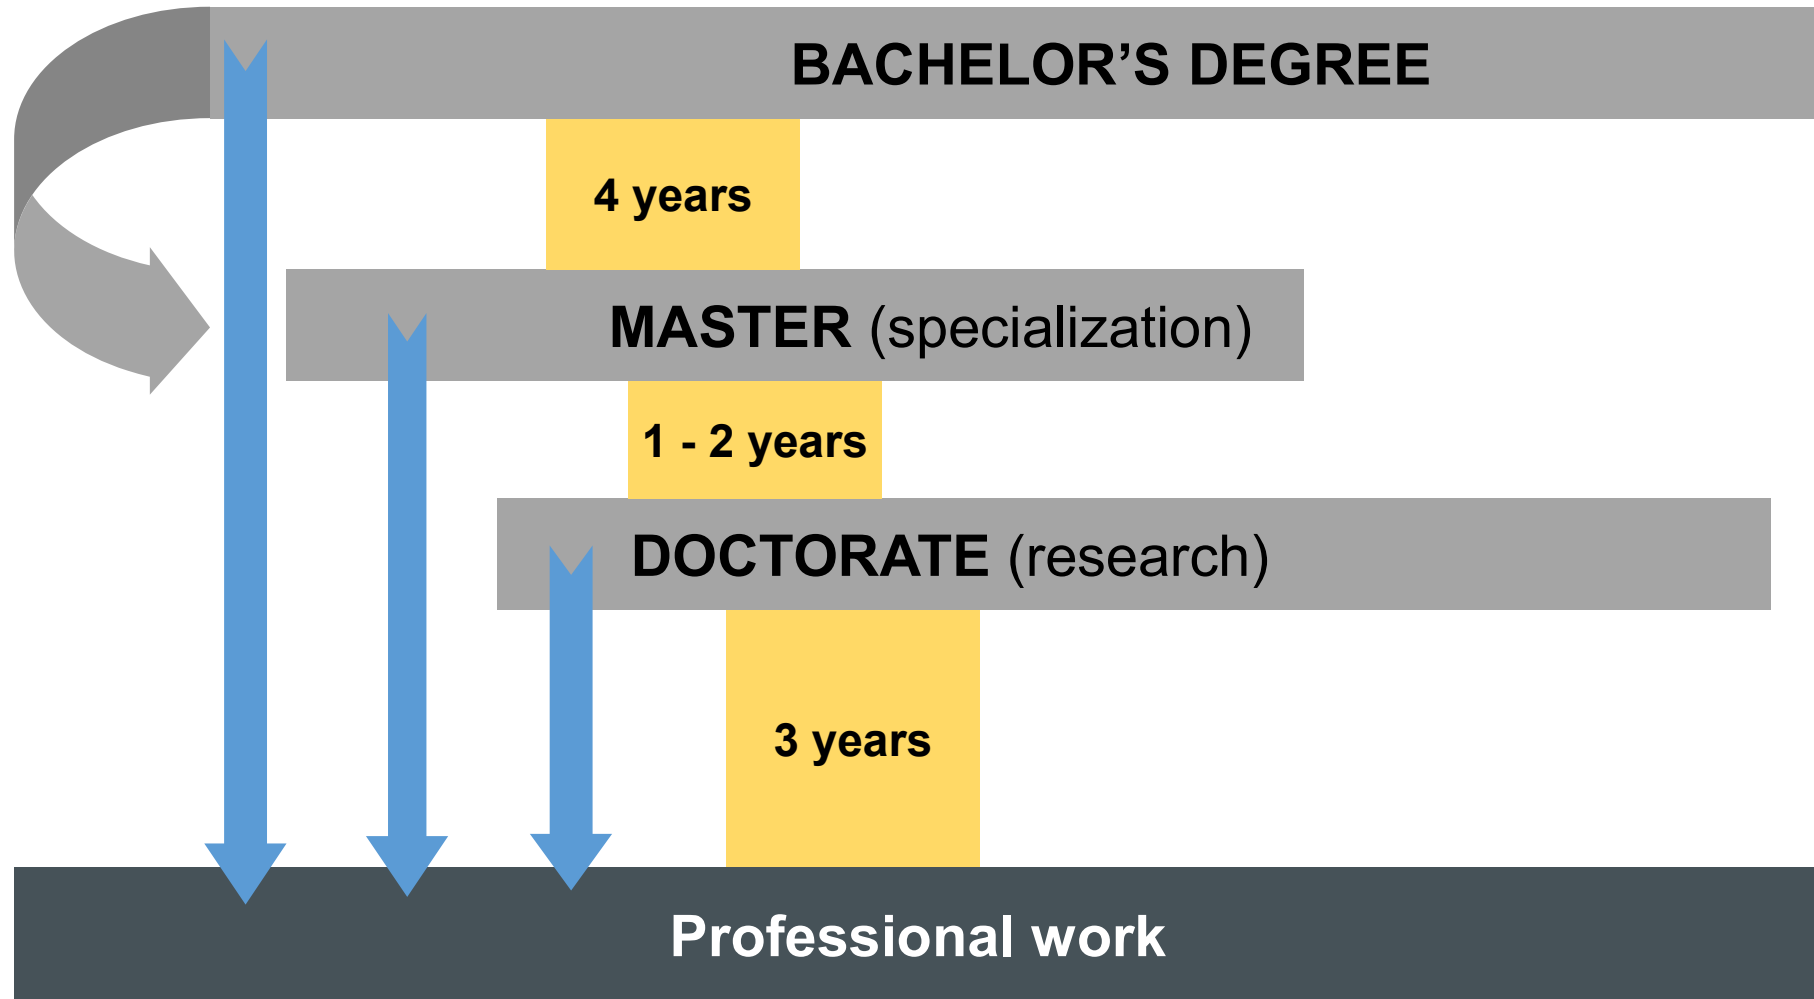 BACHELOR’S DEGREE
4 years
MASTER (specialization)
1 - 2 years
DOCTORATE (research)
3 years
Professional work